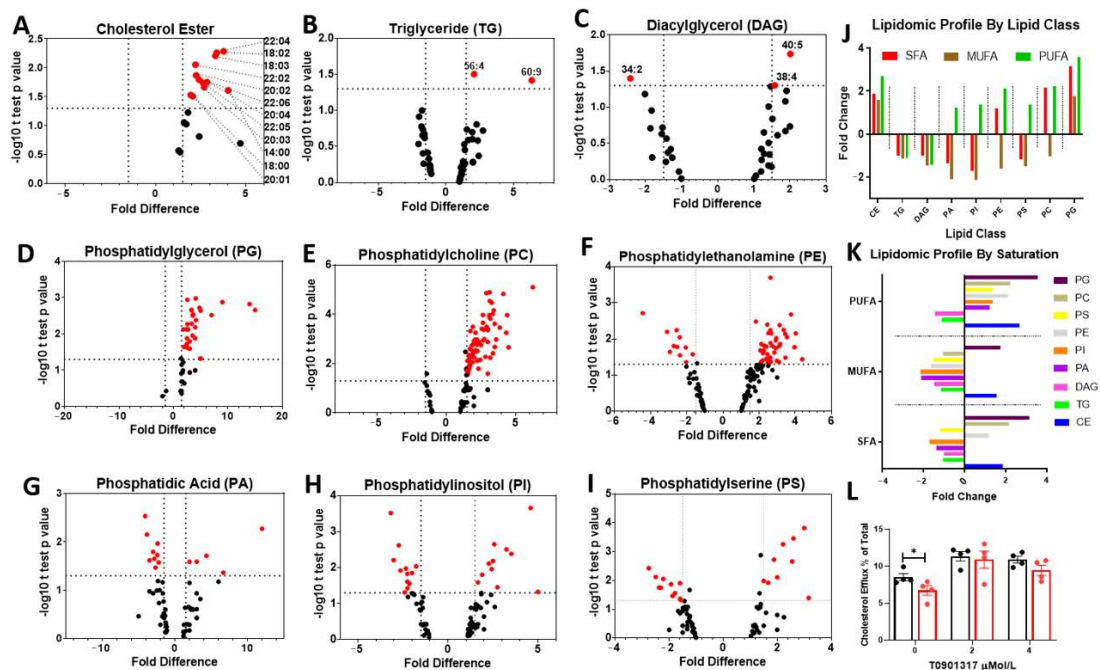 A
Cholesterol Ester
-log10 t test p value
2.5
2.0
1.5
1.0
0.5
0.0
-5
0
5
Fold Difference
22:04
18:02
18:03
22:02
20:02
22:06
20:04
22:05
20:03
14:00
18:00
20:01
B
Triglyceride (TG)
-log10 t test p value
2.0
1.5
1.0
0.5
0.0
-5
0
5
Fold Difference
56:4
60:9
C
Diacylglycerol (DAG)
-log10 t test p value
2.0
1.5
1.0
0.5
0.0
-3 -2 -1 0 1 2 3
Fold Difference
34:2
40:5
38:4
J
Lipidomic Profile By Lipid Class
SFA MUFA PUFA
Fold Change
4
2
0
-2
CE TG DAG PA PI PE PS PC PG
Lipid Class
D
Phosphatidylglycerol (PG)
-log10 t test p value
4
3
2
1
0
-20 -10 0 10 20
Fold Difference
E
Phosphatidylcholine (PC)
-log10 t test p value
6
4
2
0
-5
0
5
Fold Difference
F
Phosphatidylethanolamine (PE)
-log10 t test p value
4
3
2
1
0
-6 -4 -2 0 2 4 6
Fold Difference
K
Lipidomic Profile By Saturation
PUFA
MUFA
SFA
-4 -2 0 2 4
Fold Change
PG
PC
PS
PE
PI
PA
DAG
TG
CE
G
Phosphatidic Acid (PA)
-log10 t test p value
3
2
1
0
-10 -5 0 5 10
Fold Difference
H
Phosphatidylinositol (PI)
-log10 t test p value
4
3
2
1
0
-4 -2 0 2 4
Fold Difference
I
Phosphatidylserine (PS)
-log10 t test p value
5
4
3
2
1
0
-4 -3 -2 -1 0 1 2 3
Fold Difference
L
Cholesterol Efflux % of Total
15
10
5
*
0 2 4
T0901317 µMol/L